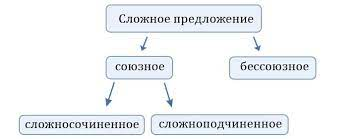 Сложное предложение
союзное
бессоюзное
сложносочиненное
сложноподчиненное